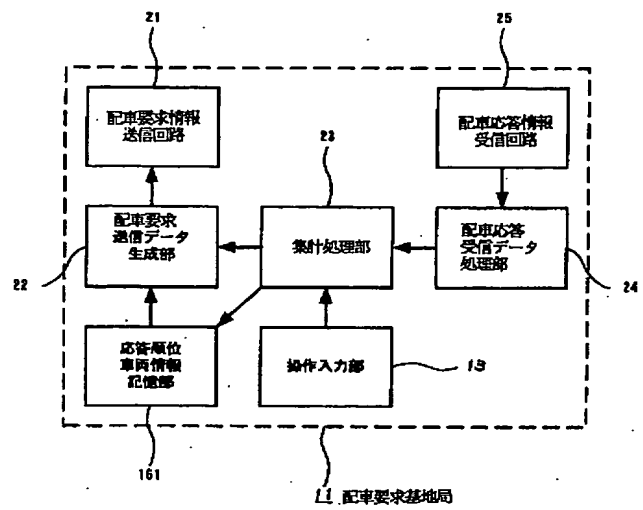 21
25
配車要求情報
送信回路
配車応答情報
受信回路
23
配車要求
送信データ
生成部
集計処理部
配車応答
受信データ
処理部
22
24
応答順位
車両情報
記憶部
操作入力部
13
161
11 配車要求基地局